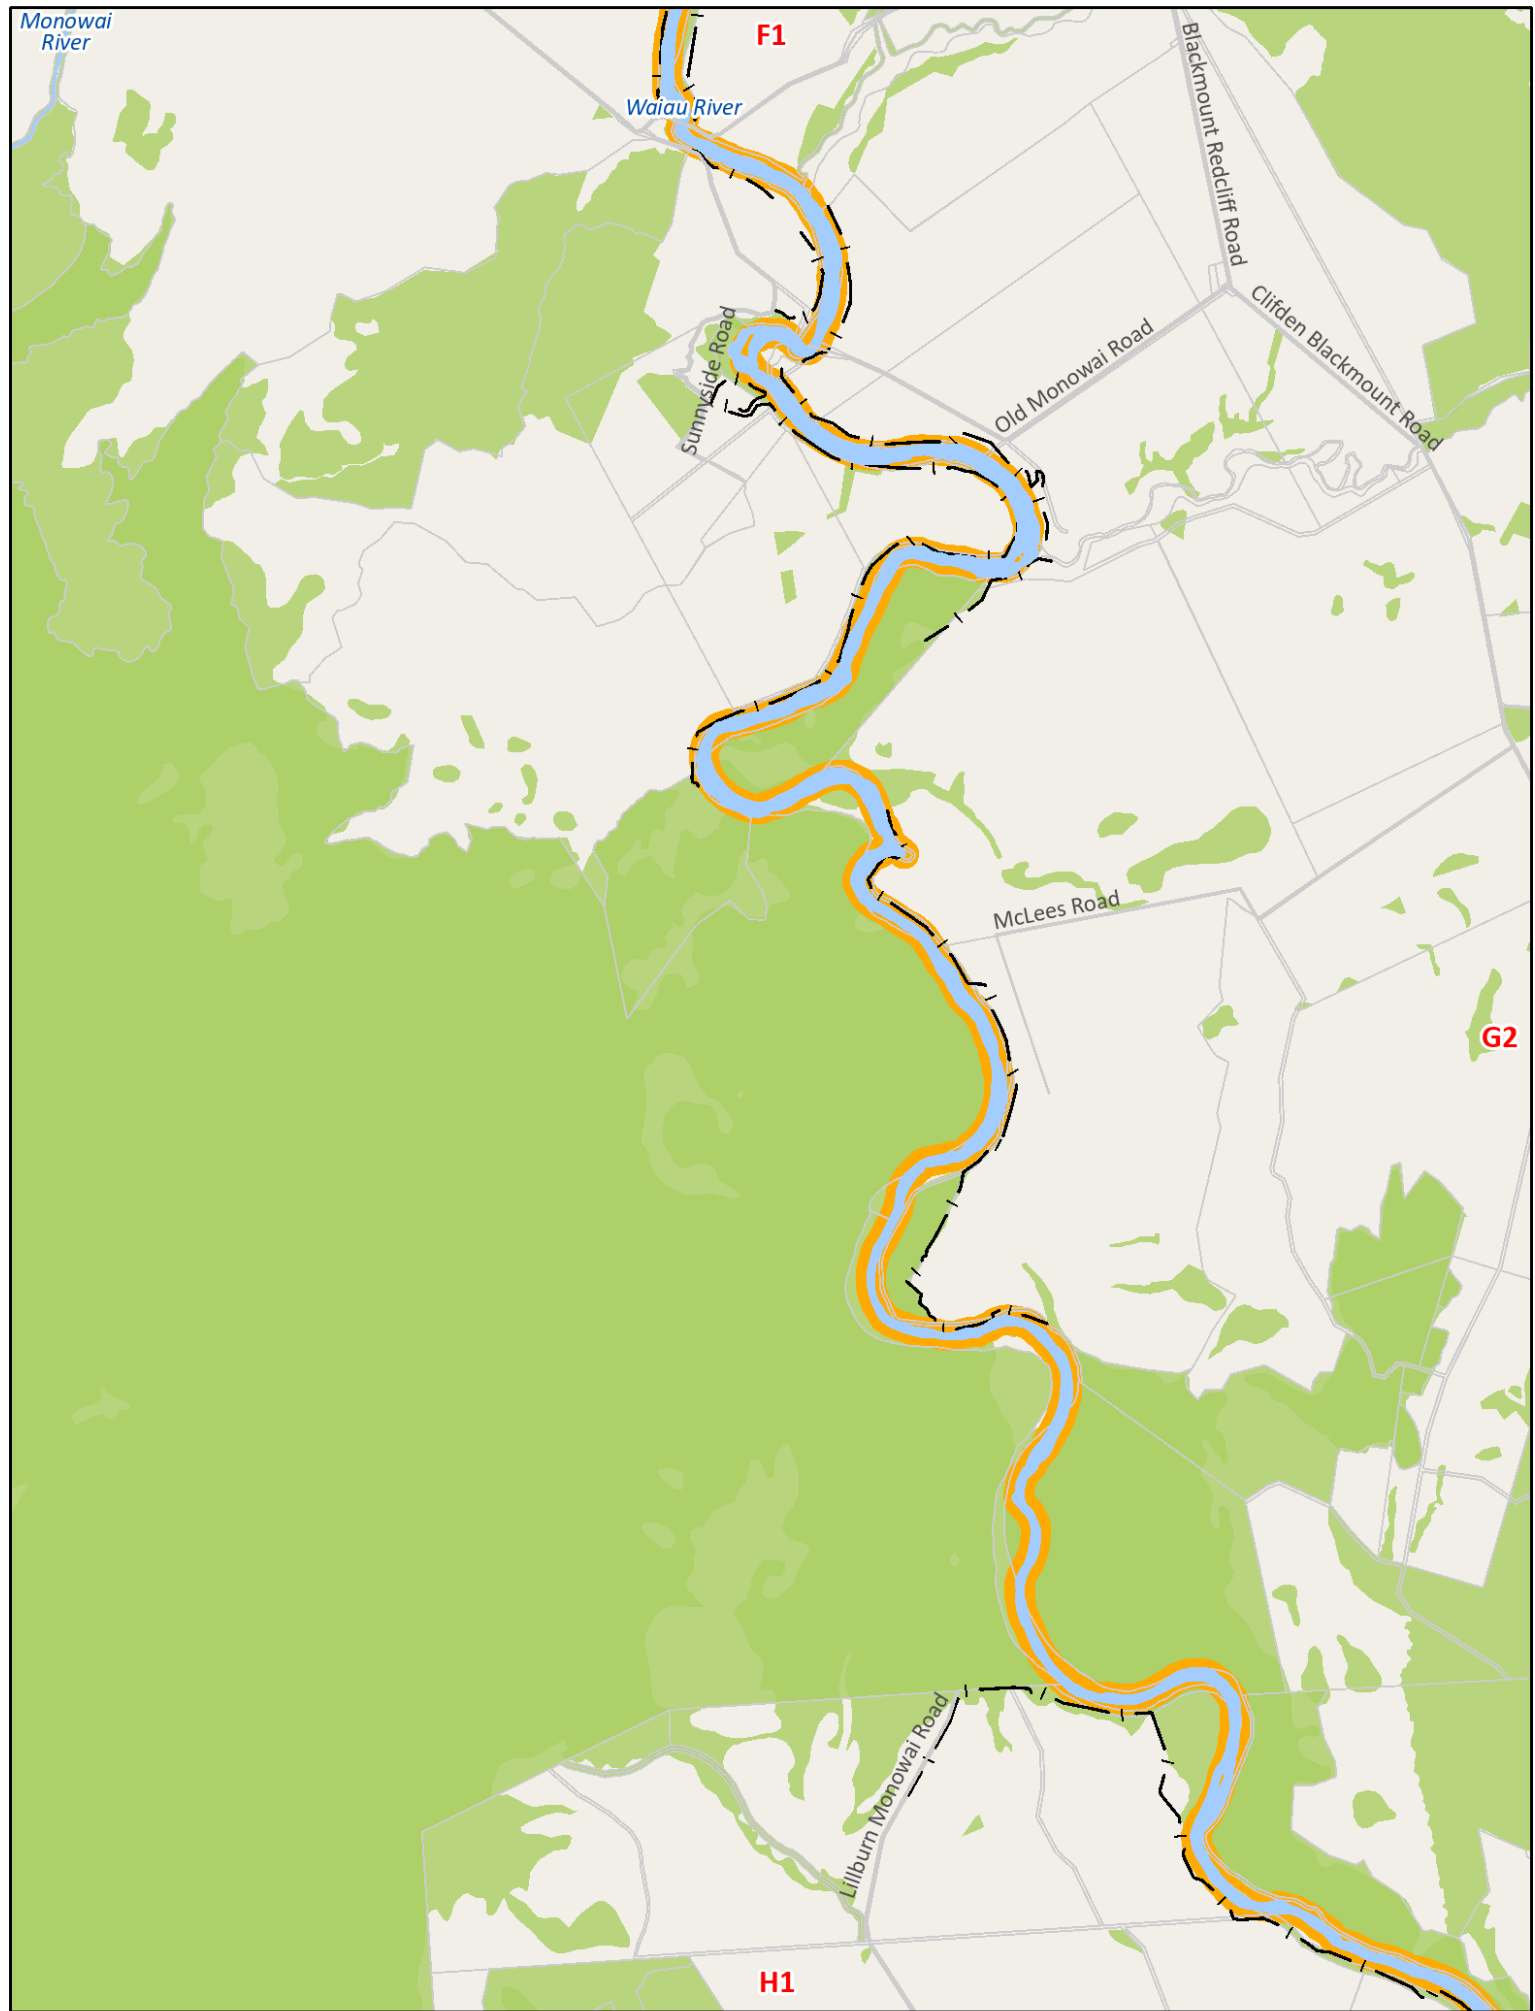 Monowai
River
F1
Waiau River
Blackmount Redcliff Road
Clifden Blackmount Road
Old Monowai Road
Sunnyside Road
McLees Road
G2
Lillburn Monowai Road
H1